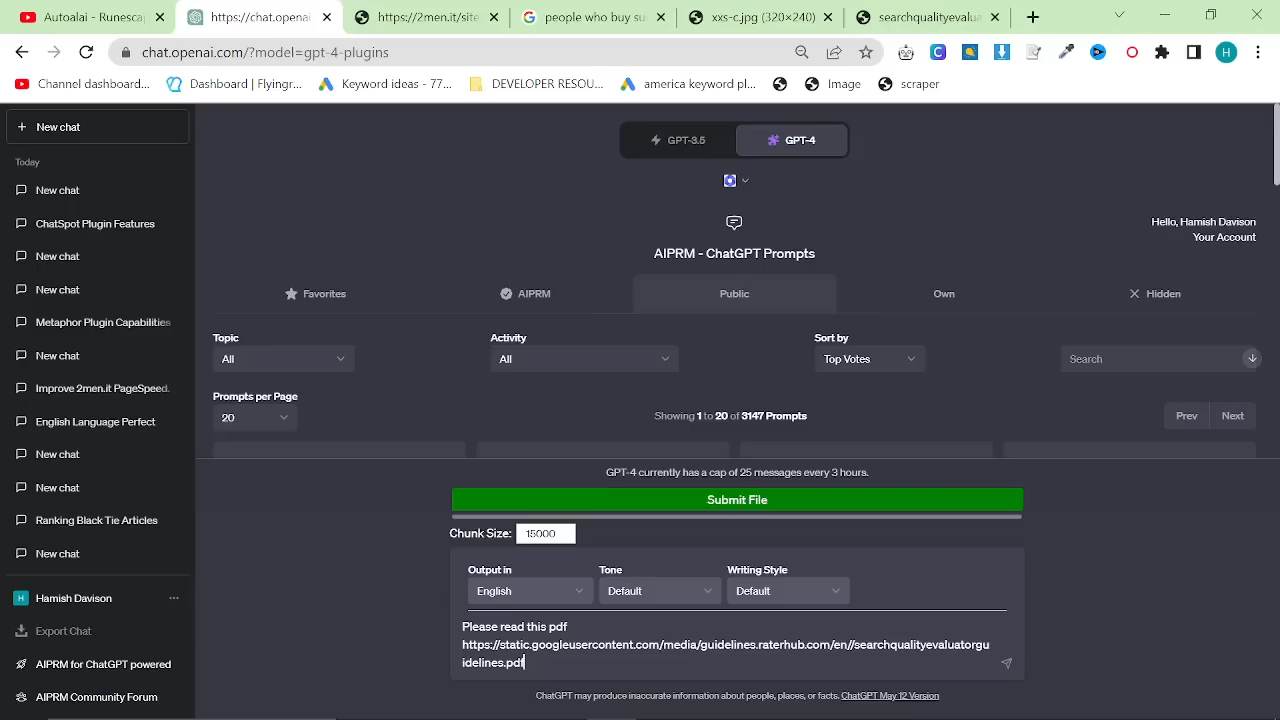 Autoalai - Runescap
https://chat.openai
https://2men.it/site
people who buy su
xxs-c.jpg (320×240)
searchqualityevalua
chat.openai.com/?model=gpt-4-plugins
Channel dashboard...
Dashboard | Flyingr...
Keyword ideas - 77...
DEVELOPER RESOU...
america keyword pl...
Image
scraper
New chat
Today
New chat
ChatSpot Plugin Features
New chat
New chat
Metaphor Plugin Capabilities
New chat
Improve 2men.it PageSpeed.
English Language Perfect
New chat
New chat
Ranking Black Tie Articles
New chat
H Hamish Davison
Export Chat
AIPRM for ChatGPT powered
AIPRM Community Forum
GPT-3.5
GPT-4
Hello, Hamish Davison
Your Account
AIPRM - ChatGPT Prompts
Favorites
AIPRM
Public
Own
Hidden
Topic
All
Activity
All
Sort by
Top Votes
Search
Prompts per Page
20
Showing 1 to 20 of 3147 Prompts
Prev
Next
GPT-4 currently has a cap of 25 messages every 3 hours.
Submit File
Chunk Size: 15000
Output in
English
Tone
Default
Writing Style
Default
Please read this pdf
https://static.googleusercontent.com/media/guidelines.raterhub.com/en//searchqualityevaluatorgu
idelines.pdf
ChatGPT may produce inaccurate information about people, places, or facts. ChatGPT May 12 Version